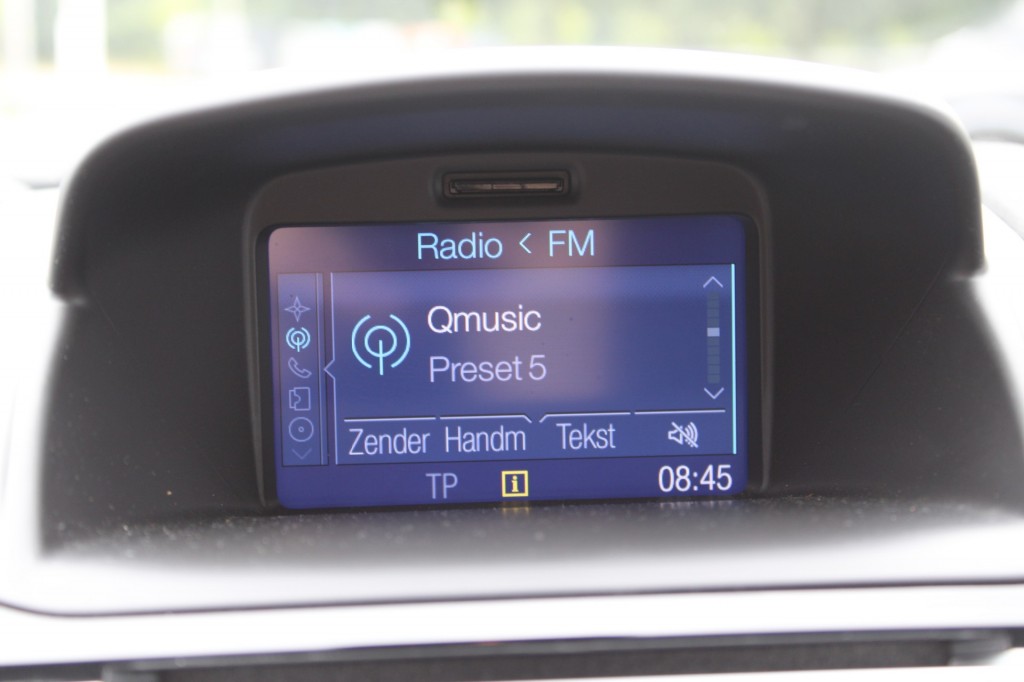 Radio < FM
Qmusic
Preset 5
Zender Handm Tekst
TP i 08:45